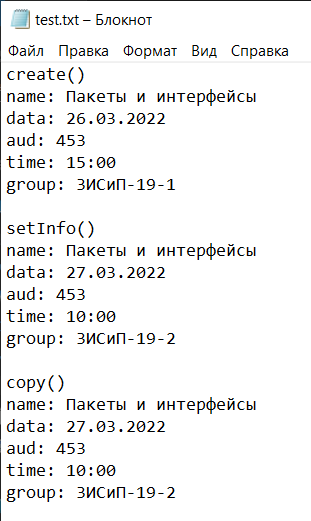 test.txt – Блокнот
Файл Правка Формат Вид Справка
create()
name: Пакеты и интерфейсы
data: 26.03.2022
aud: 453
time: 15:00
group: ЗИСиП-19-1
setInfo()
name: Пакеты и интерфейсы
data: 27.03.2022
aud: 453
time: 10:00
group: ЗИСиП-19-2
copy()
name: Пакеты и интерфейсы
data: 27.03.2022
aud: 453
time: 10:00
group: ЗИСиП-19-2